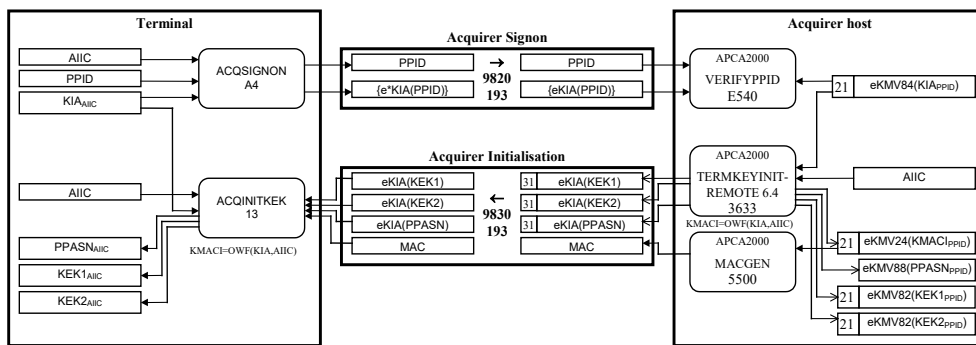 Terminal
Acquirer host
Acquirer Signon
AIIC
PPID
KIAAIIC
ACQSIGNON
A4
PPID
{e*KIA(PPID)}
→
9820
193
PPID
{eKIA(PPID)}
APCA2000
VERIFYPPID
E540
21
eKMV84(KIAPPID)
Acquirer Initialisation
AIIC
ACQINITKEK
13
KMACI=OWF(KIA,AIIC)
PPASNAIIC
KEK1AIIC
KEK2AIIC
eKIA(KEK1)
eKIA(KEK2)
eKIA(PPASN)
MAC
←
9830
193
31
eKIA(KEK1)
31
eKIA(KEK2)
31
eKIA(PPASN)
MAC
APCA2000
TERMKEYINIT-
REMOTE 6.4
3633
KMACI=OWF(KIA,AIIC)
APCA2000
MACGEN
5500
AIIC
21
eKMV24(KMACIPPID)
eKMV88(PPASNPPID)
21
eKMV82(KEK1PPID)
21
eKMV82(KEK2PPID)